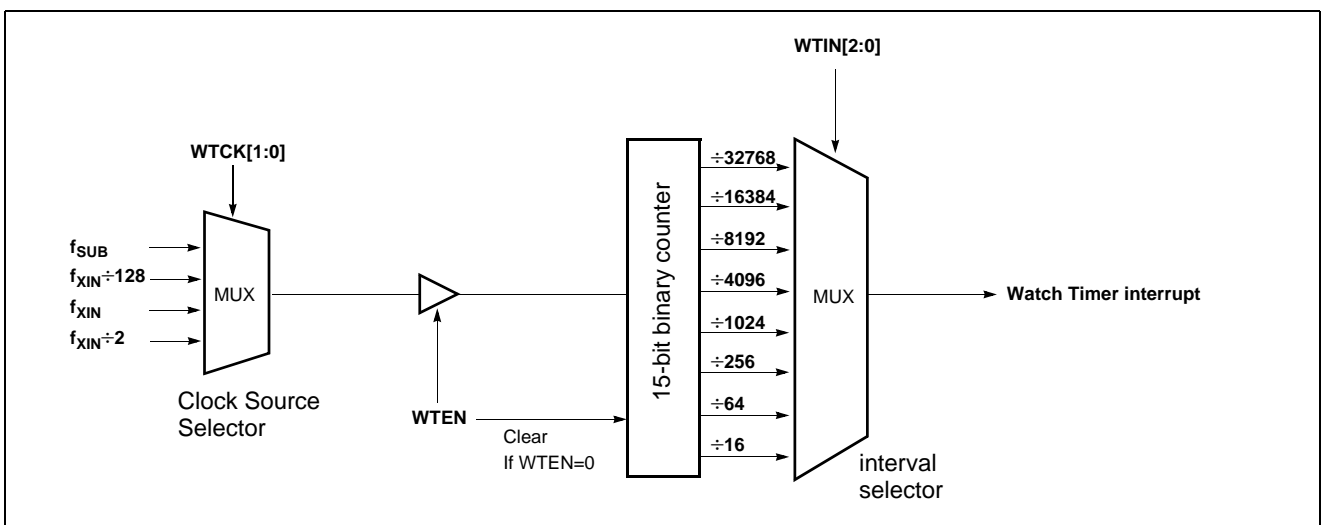 WTIN[2:0]
WTCK[1:0]
fSUB
fXIN÷128
fXIN
fXIN÷2
MUX
Clock Source
Selector
WTEN
Clear
If WTEN=0
15-bit binary counter
÷32768
÷16384
÷8192
÷4096
÷1024
÷256
÷64
÷16
MUX
interval
selector
Watch Timer interrupt